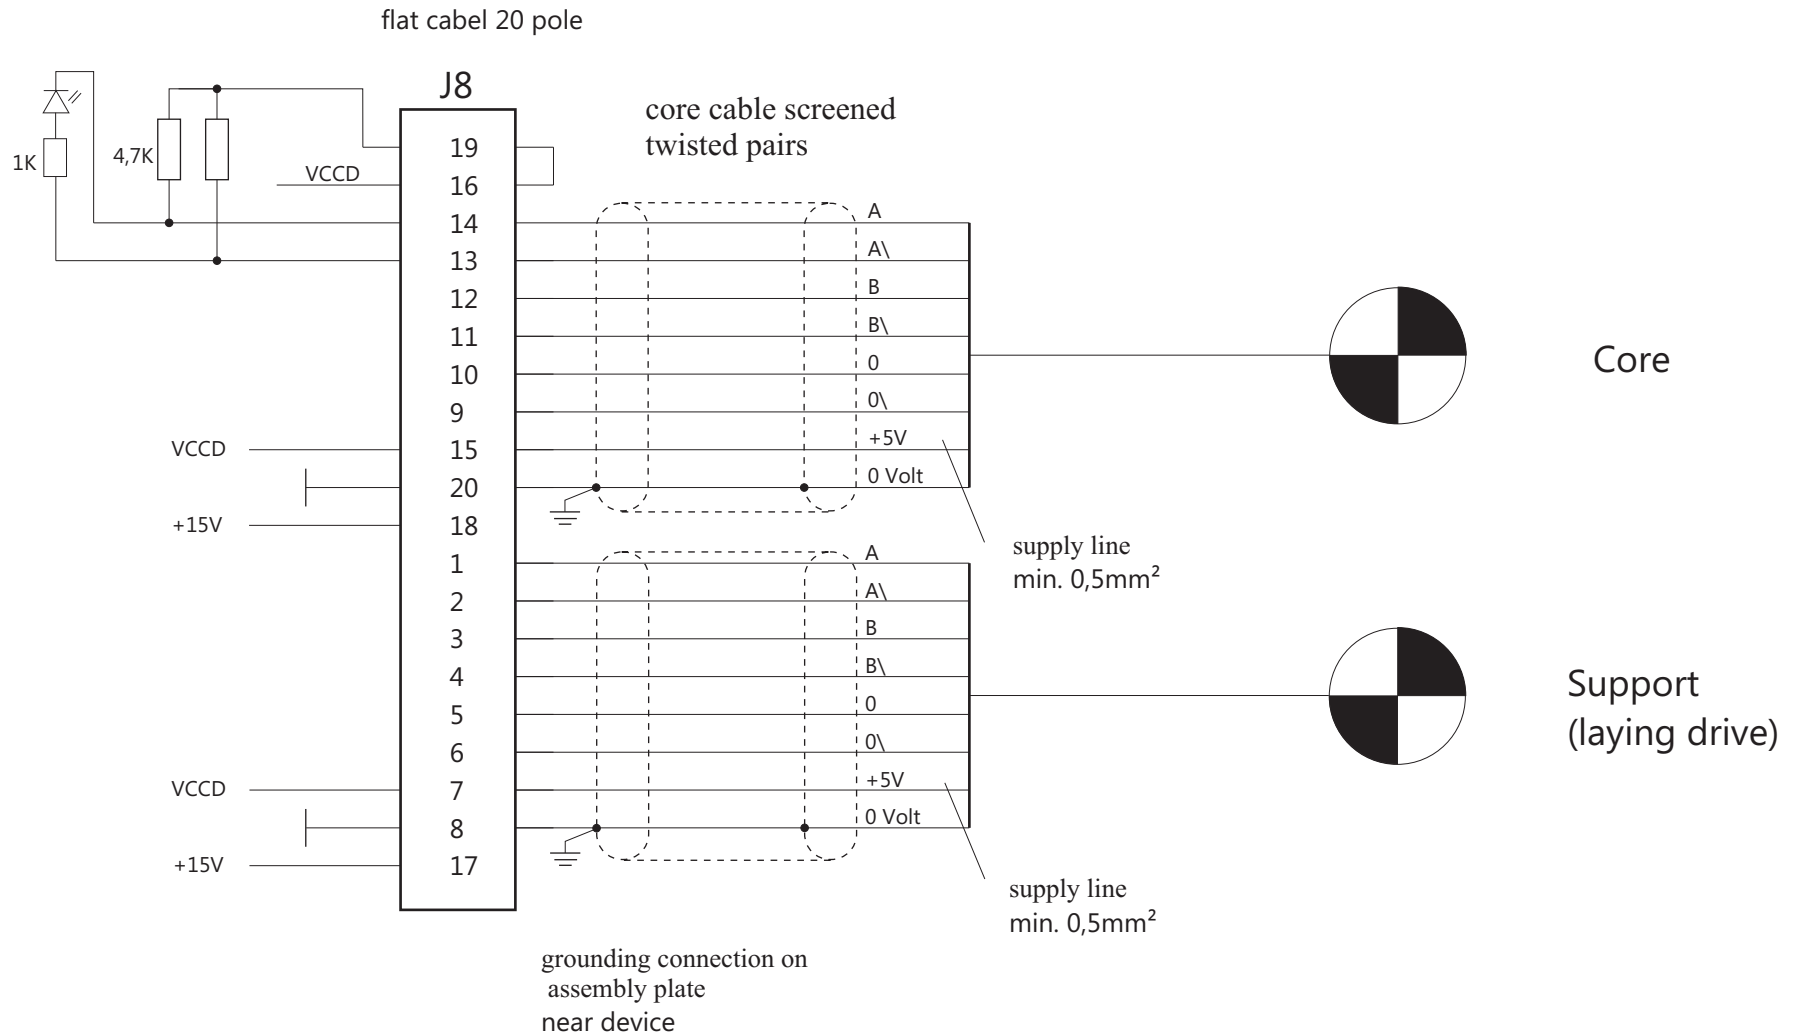 flat cabel 20 pole
J8
core cable screened
twisted pairs
1K
4,7K
VCCD
19
16
14
13
12
11
10
9
15
20
18
1
2
3
4
5
6
7
8
17
A
A\
B
B\
0
0\
+5V
0 Volt
VCCD
+15V
Core
supply line
min. 0,5mm²
A
A\
B
B\
0
0\
+5V
0 Volt
VCCD
+15V
Support
(laying drive)
supply line
min. 0,5mm²
grounding connection on
assembly plate
near device